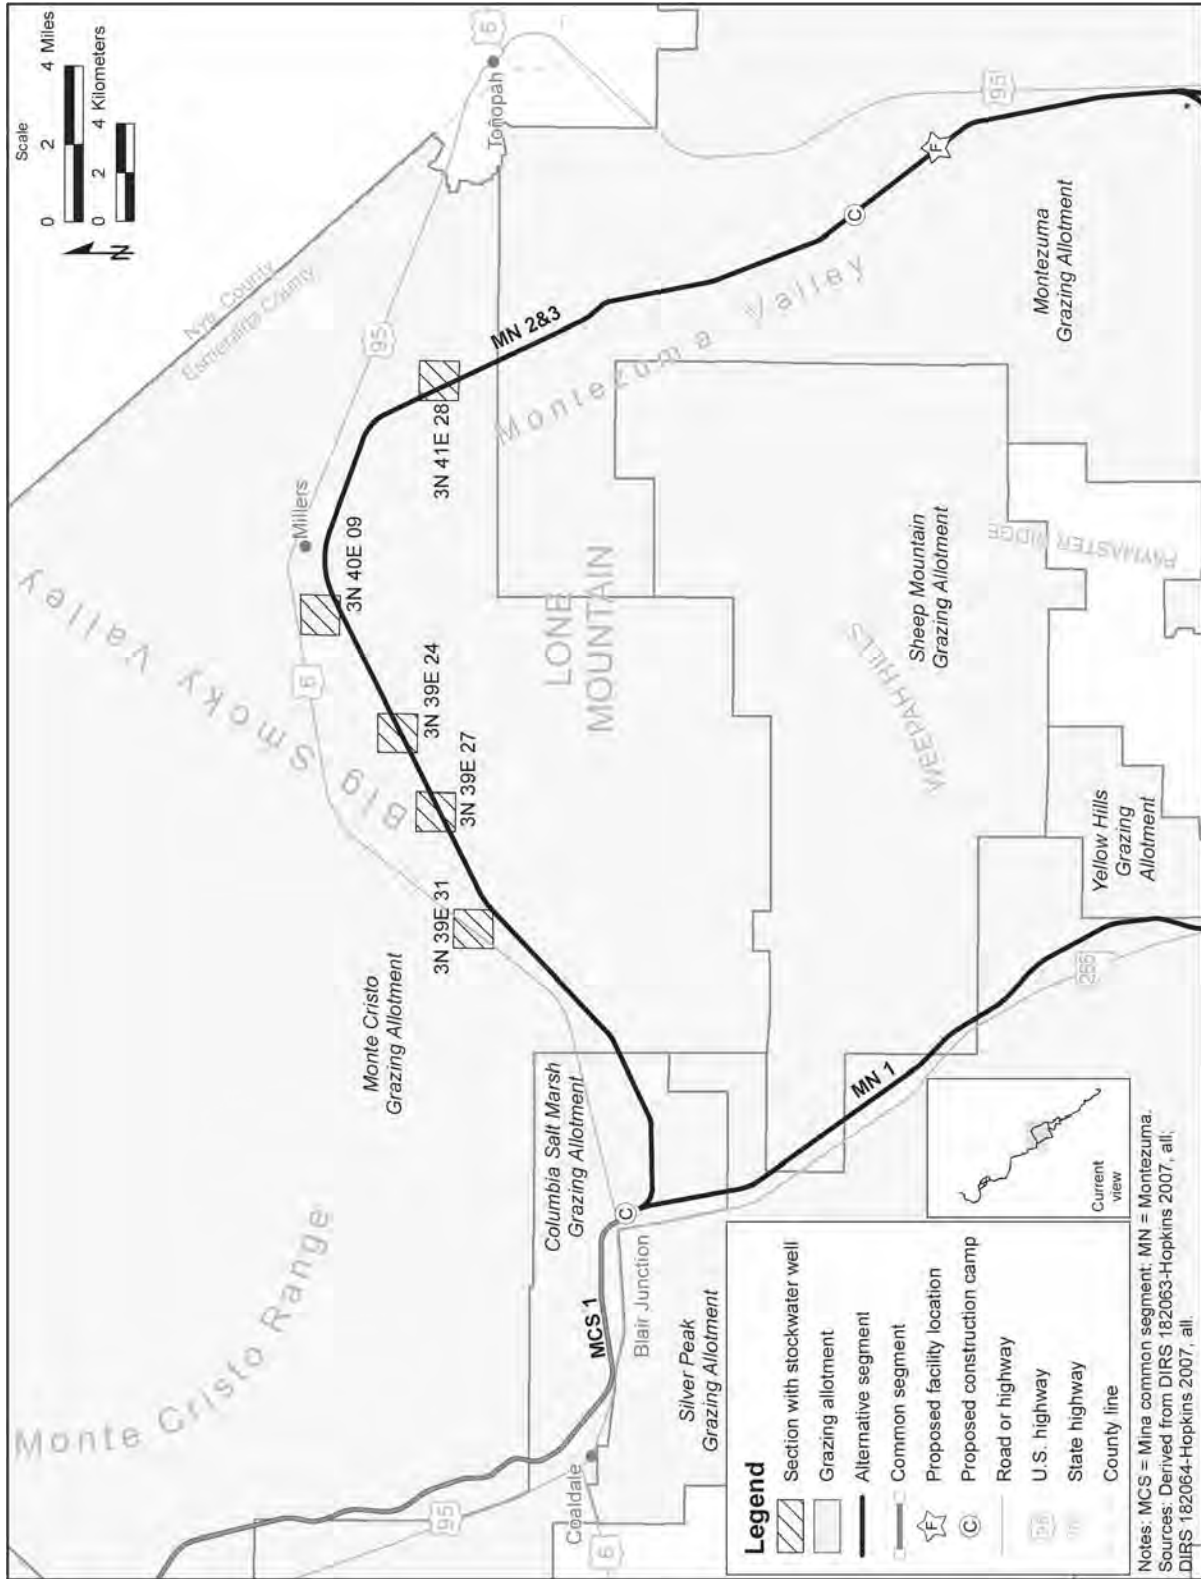 Scale
0 2 4 Miles
0 2 4 Kilometers
N
Monte Cristo Range
Big Smoky Valley
Nye County
Esmeralda County
Millers
95
6
6
Tonopah
Monte Cristo
Grazing Allotment
3N 39E 31
3N 39E 27
3N 39E 24
3N 40E 09
3N 41E 28
MN 2&3
Montezuma Valley
LONE
MOUNTAIN
95
Coaldale
6
MCS 1
Columbia Salt Marsh
Grazing Allotment
Blair Junction
C
Silver Peak
Grazing Allotment
MN 1
265
WEEPAH HILLS
Sheep Mountain
Grazing Allotment
C
F
95
Montezuma
Grazing Allotment
PAYMASTER RIDGE
Yellow Hills
Grazing
Allotment
Legend
Section with stockwater well
Grazing allotment
Alternative segment
Common segment
F Proposed facility location
C Proposed construction camp
Road or highway
U.S. highway
State highway
County line
Current
view
Notes: MCS = Mina common segment; MN = Montezuma.
Sources: Derived from DIRS 182063-Hopkins 2007, all;
DIRS 182064-Hopkins 2007, all.